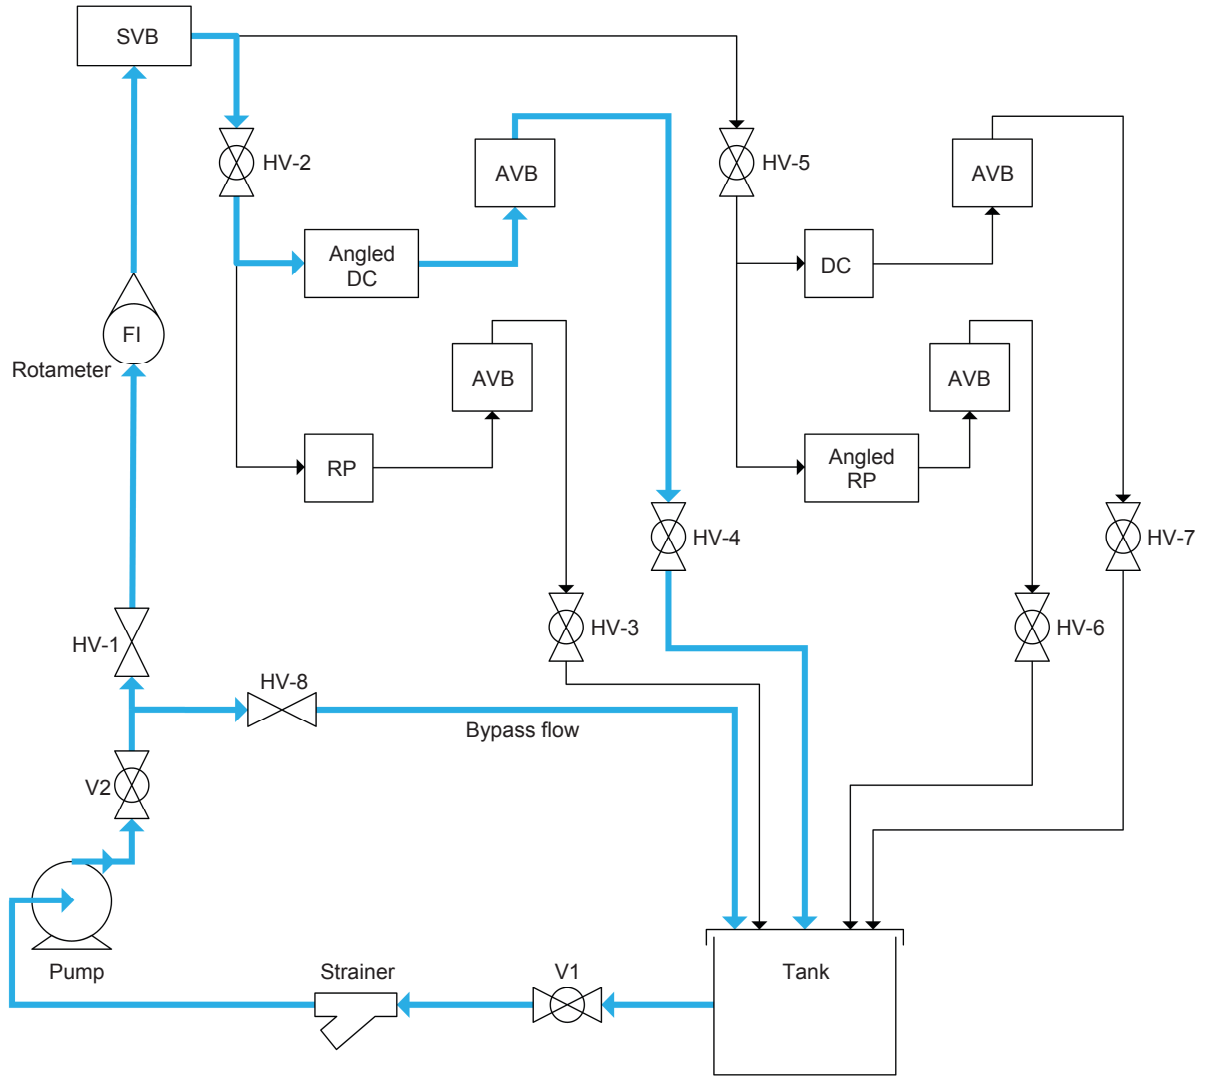 SVB
HV-2
AVB
HV-5
AVB
Angled
DC
DC
FI
Rotameter
AVB
AVB
RP
Angled
RP
HV-4
HV-7
HV-1
HV-3
HV-6
HV-8
Bypass flow
V2
Pump
Strainer
V1
Tank